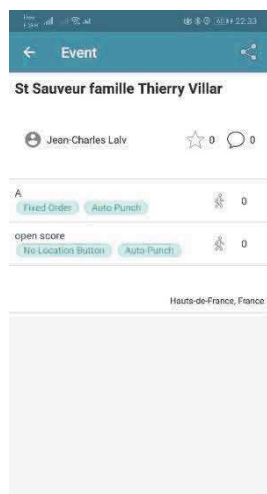 22:33
Event
St Sauveur famille Thierry Villar
Jean-Charles Lalv 0 0
A
Fixed Order Auto Punch 0
open score
No Location Button Auto Punch 0
Hauts-de-France, France